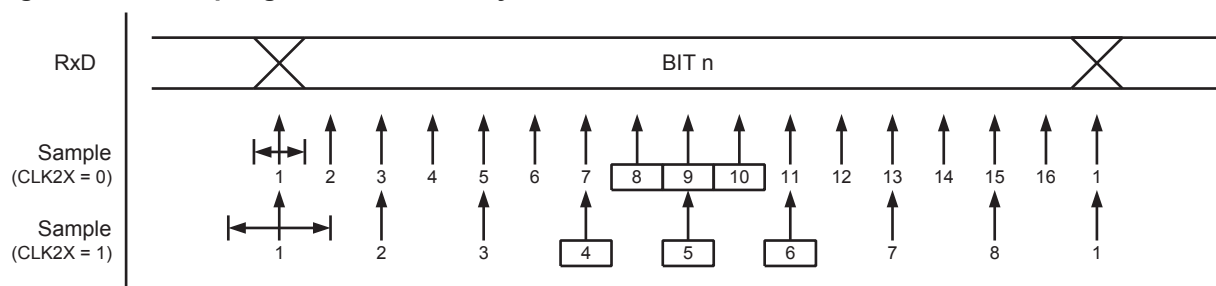 RxD BIT n
Sample
(CLK2X = 0)
1 2 3 4 5 6 7 8 9 10 11 12 13 14 15 16 1
Sample
(CLK2X = 1)
1 2 3 4 5 6 7 8 1